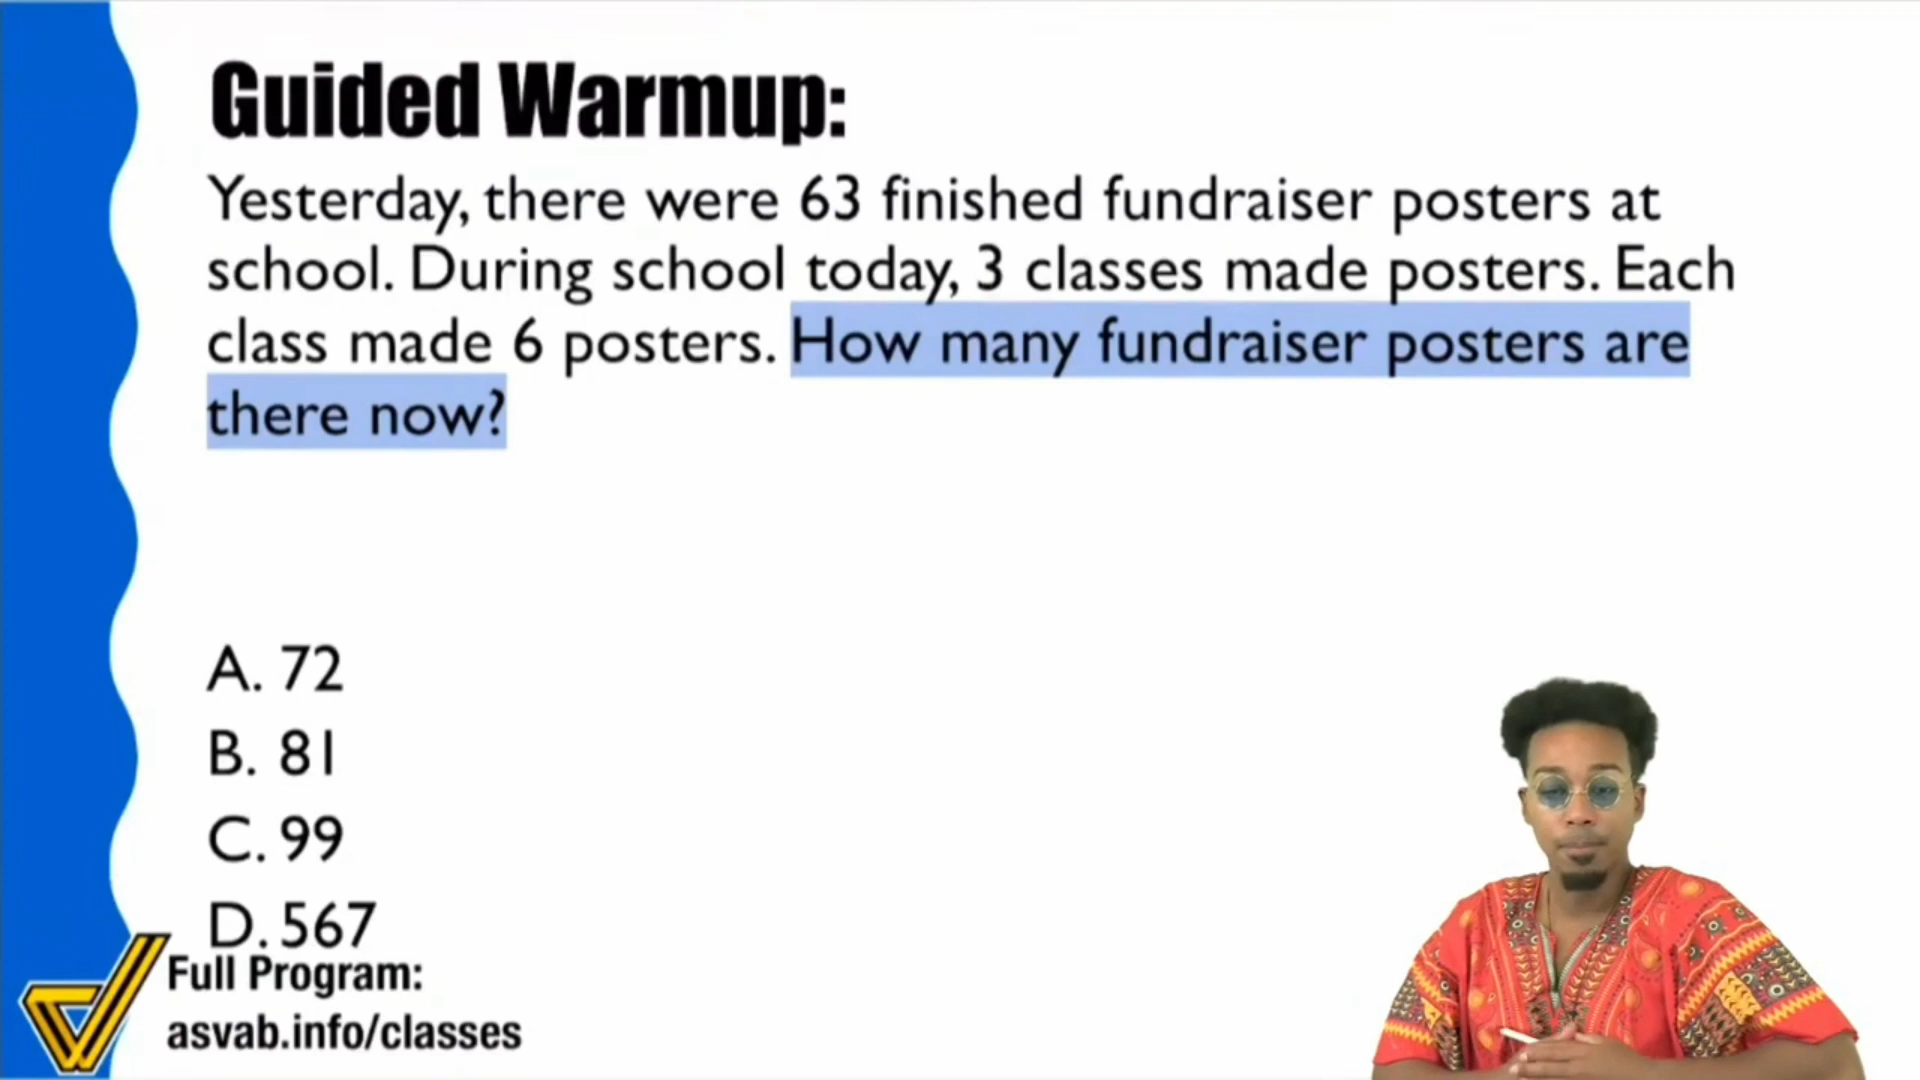 Guided Warmup:
Yesterday, there were 63 finished fundraiser posters at
school. During school today, 3 classes made posters. Each
class made 6 posters. How many fundraiser posters are
there now?
A. 72
B. 81
C. 99
D. 567
Full Program:
asvab.info/classes